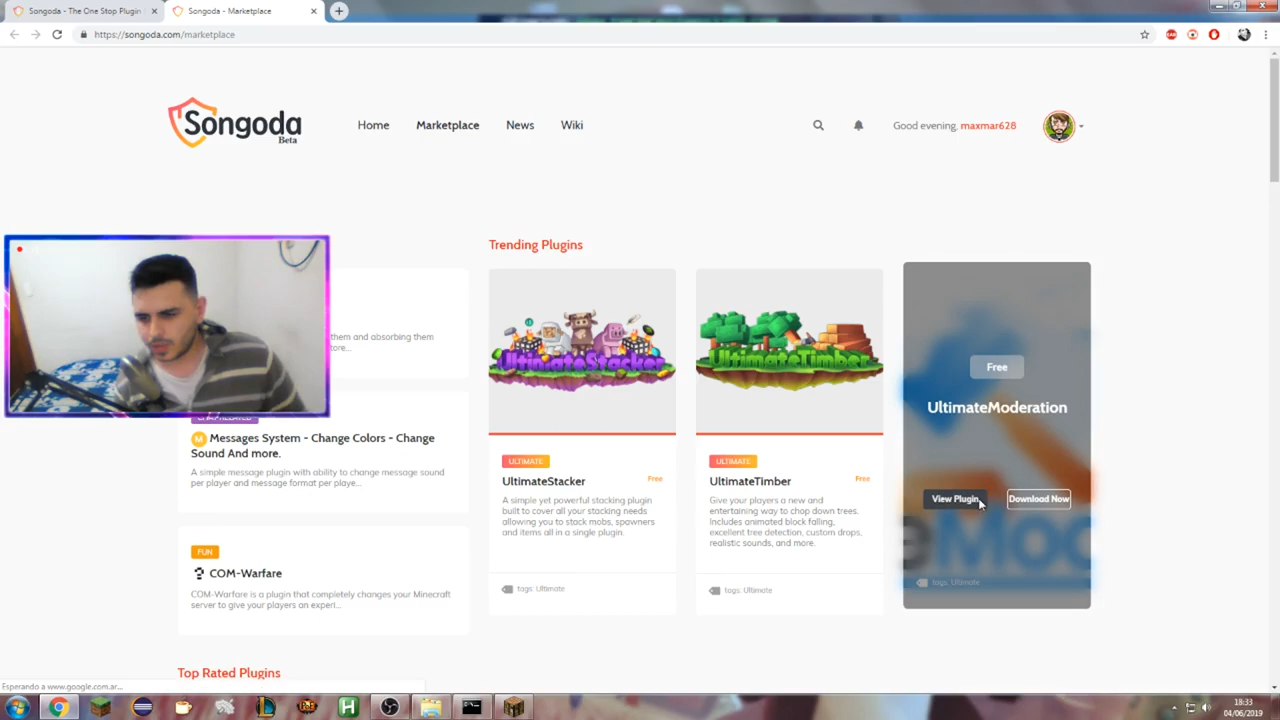 Songoda - The One Stop Plugin
Songoda - Marketplace
https://songoda.com/marketplace
Songoda
Beta
Home
Marketplace
News
Wiki
Good evening, maxmar628
Trending Plugins
them and absorbing them
tore...
Messages System - Change Colors - Change
Sound And more.
A simple message plugin with ability to change message sound
per player and message format per playe...
FUN
COM-Warfare
COM-Warfare is a plugin that completely changes your Minecraft
server to give your players an experi...
Top Rated Plugins
UltimateStacker
ULTIMATE
UltimateStacker
Free
A simple yet powerful stacking plugin
built to cover all your stacking needs
allowing you to stack mobs, spawners
and items all in a single plugin.
tags: Ultimate
UltimateTimber
ULTIMATE
UltimateTimber
Free
Give your players a new and
entertaining way to chop down trees.
Includes animated block falling,
excellent tree detection, custom drops,
realistic sounds, and more.
tags: Ultimate
Free
UltimateModeration
View Plugin
Download Now
tags: Ultimate
Esperando a www.google.com.ar...
18:33
04/06/2019